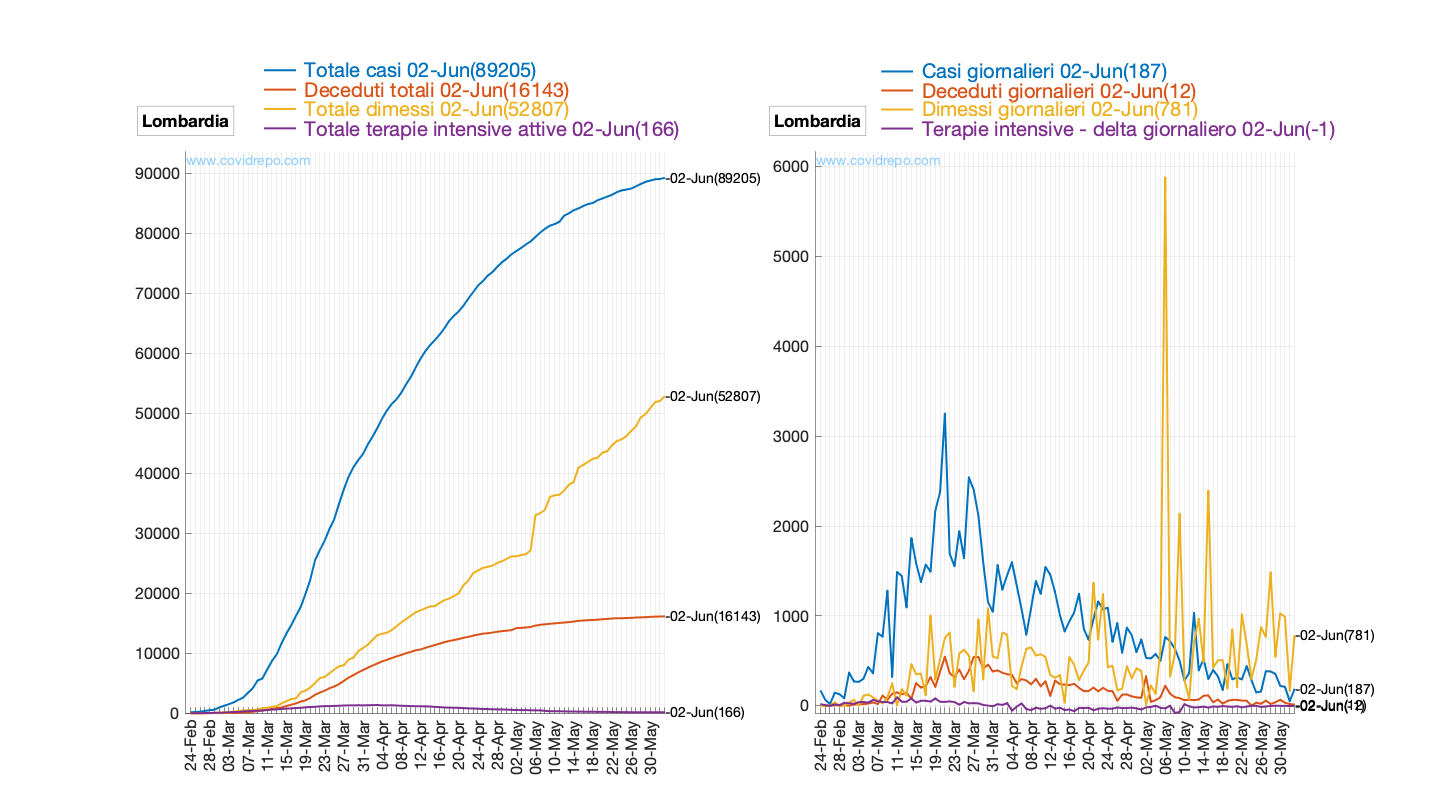 Totale casi 02-Jun(89205)
Deceduti totali 02-Jun(16143)
Totale dimessi 02-Jun(52807)
Totale terapie intensive attive 02-Jun(166)
Lombardia
www.covidrepo.com
90000
80000
70000
60000
50000
40000
30000
20000
10000
0
-02-Jun(89205)
-02-Jun(52807)
-02-Jun(16143)
-02-Jun(166)
24-Feb
28-Feb
03-Mar
07-Mar
11-Mar
15-Mar
19-Mar
23-Mar
27-Mar
31-Mar
04-Apr
08-Apr
12-Apr
16-Apr
20-Apr
24-Apr
28-Apr
02-May
06-May
10-May
14-May
18-May
22-May
26-May
30-May
Casi giornalieri 02-Jun(187)
Deceduti giornalieri 02-Jun(12)
Dimessi giornalieri 02-Jun(781)
Terapie intensive - delta giornaliero 02-Jun(-1)
Lombardia
www.covidrepo.com
6000
5000
4000
3000
2000
1000
0
-02-Jun(781)
-02-Jun(187)
24-Feb
28-Feb
03-Mar
07-Mar
11-Mar
15-Mar
19-Mar
23-Mar
27-Mar
31-Mar
04-Apr
08-Apr
12-Apr
16-Apr
20-Apr
24-Apr
28-Apr
02-May
06-May
10-May
14-May
18-May
22-May
26-May
30-May